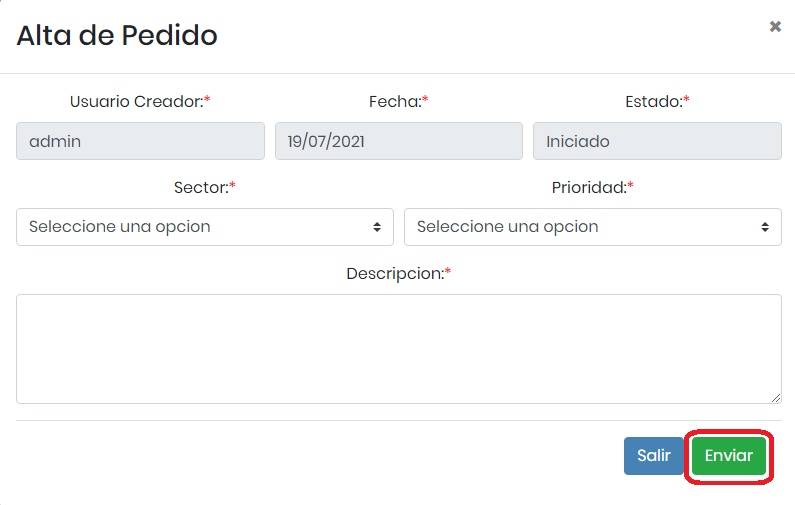 Alta de Pedido
×
Usuario Creador:* Fecha:* Estado:*
admin 19/07/2021 Iniciado
Sector:* Prioridad:*
Seleccione una opcion Seleccione una opcion
Descripcion:*
Salir Enviar